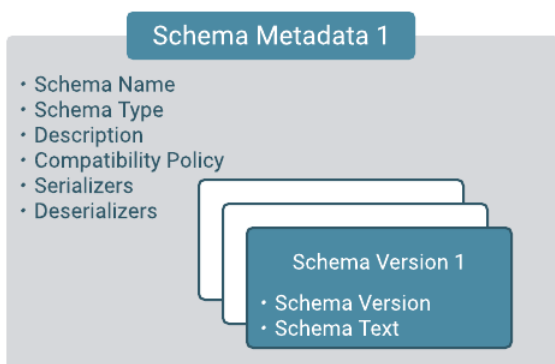 Schema Metadata 1
· Schema Name
· Schema Type
· Description
· Compatibility Policy
· Serializers
· Deserializers
Schema Version 1
· Schema Version
· Schema Text